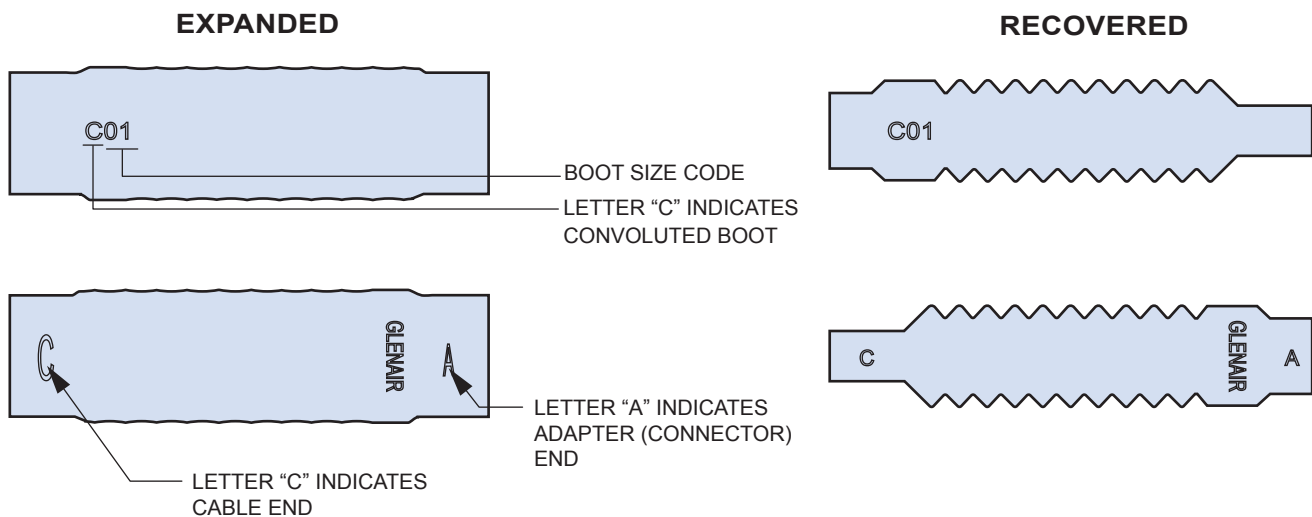 EXPANDED
RECOVERED
C01
C01
BOOT SIZE CODE
LETTER “C” INDICATES
CONVOLUTED BOOT
C
GLENAIR
A
C
GLENAIR
A
LETTER “A” INDICATES
ADAPTER (CONNECTOR)
END
LETTER “C” INDICATES
CABLE END